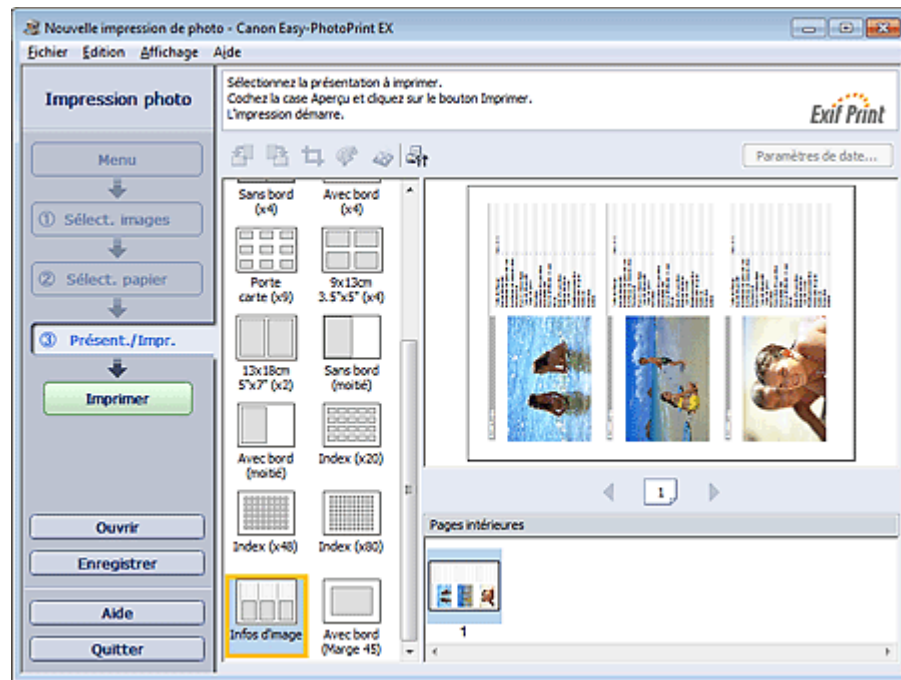 Nouvelle impression de photo - Canon Easy-PhotoPrint EX
Fichier Edition Affichage Aide
Impression photo
Sélectionnez la présentation à imprimer.
Cochez la case Aperçu et cliquez sur le bouton Imprimer.
L'impression démarre.
Exif Print
Menu
Paramètres de date...
① Sélect. images
② Sélect. papier
③ Présent./Impr.
Imprimer
Ouvrir
Enregistrer
Aide
Quitter
Sans bord
(x4)
Avec bord
(x4)
Porte
carte (x9)
9x13cm
3.5"x5" (x4)
13x18cm
5"x7" (x2)
Sans bord
(moitié)
Avec bord
(moitié)
Index (x20)
Index (x48)
Index (x80)
Infos d'image
Avec bord
(Marge 45)
1
Pages intérieures
1